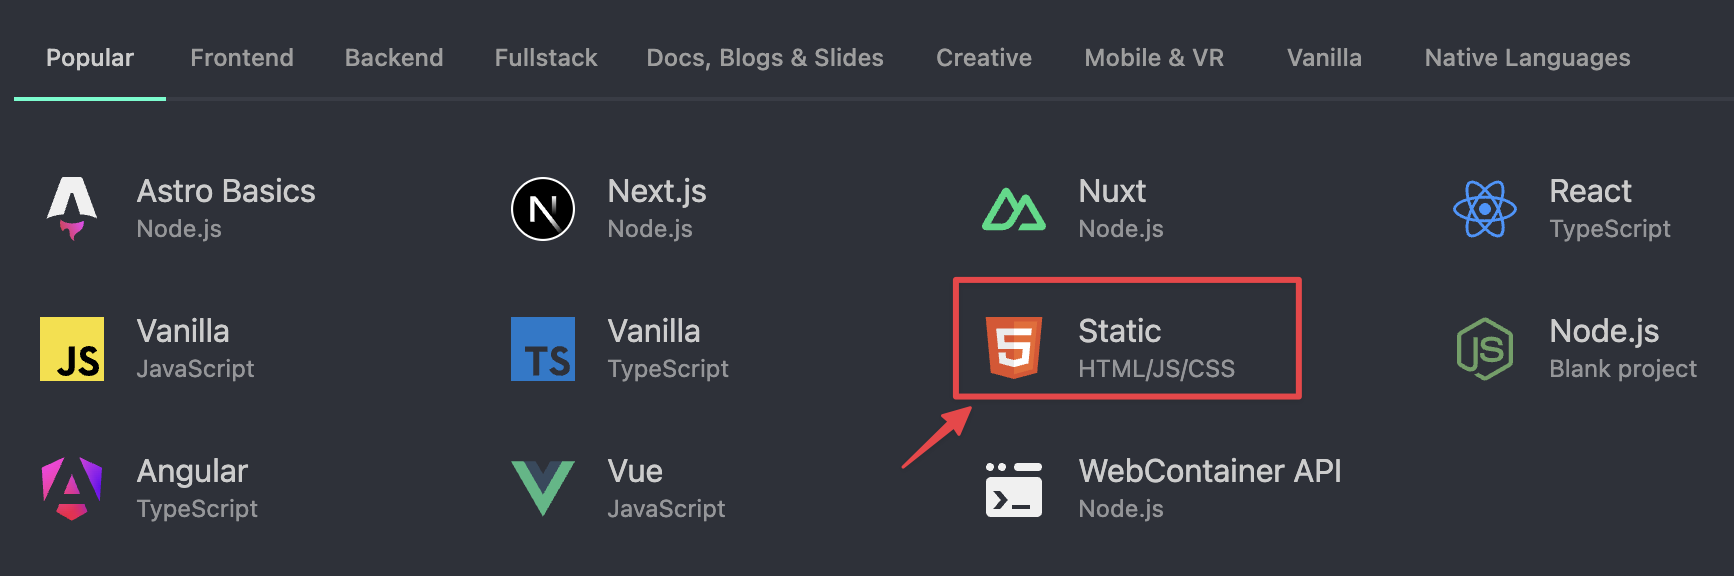 Popular Frontend Backend Fullstack Docs, Blogs & Slides Creative Mobile & VR Vanilla Native Languages
Astro Basics
Node.js
N Next.js
Node.js
Nuxt
Node.js
React
TypeScript
JS Vanilla
JavaScript
TS Vanilla
TypeScript
5 Static
HTML/JS/CSS
JS Node.js
Blank project
Angular
TypeScript
Vue
JavaScript
WebContainer API
Node.js